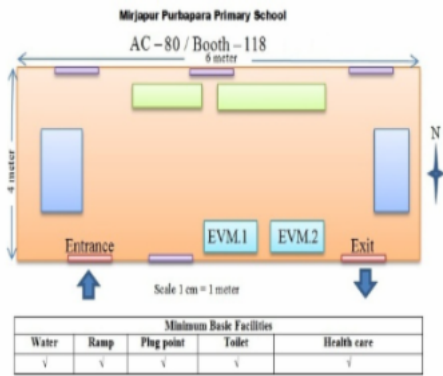 Mirjapur Purbapara Primary School
AC – 80 / Booth – 118
6 meter
4 meter
N
EVM.1 EVM.2
Entrance Exit
Scale 1 cm = 1 meter
Minimum Basic Facilities
Water Ramp Plug point Toilet Health care
√ √ √ √ √